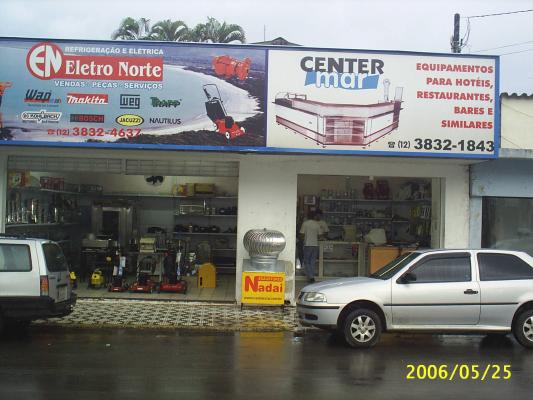 REFRIGERAÇÃO E ELÉTRICA
EN Eletro Norte
VENDAS PEÇAS SERVIÇOS
Wap
makita
WEG
TRAPP
KOHLBACH
BOSCH
JACUZZI
NAUTILUS
(12) 3832-4637
CENTER
mar
EQUIPAMENTOS
PARA HOTÉIS,
RESTAURANTES,
BARES E
SIMILARES
(12) 3832-1843
Nadai
2006/05/25